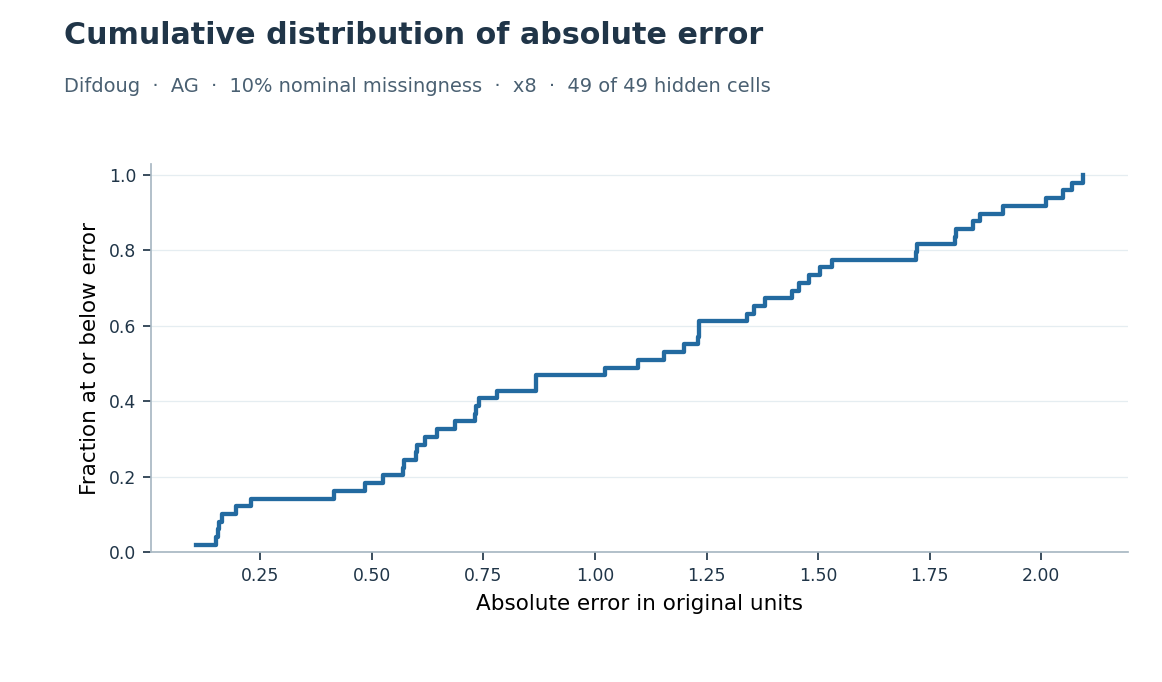 Cumulative distribution of absolute error
Difdoug · AG · 10% nominal missingness · x8 · 49 of 49 hidden cells
Fraction at or below error
1.0
0.8
0.6
0.4
0.2
0.0
0.25 0.50 0.75 1.00 1.25 1.50 1.75 2.00
Absolute error in original units